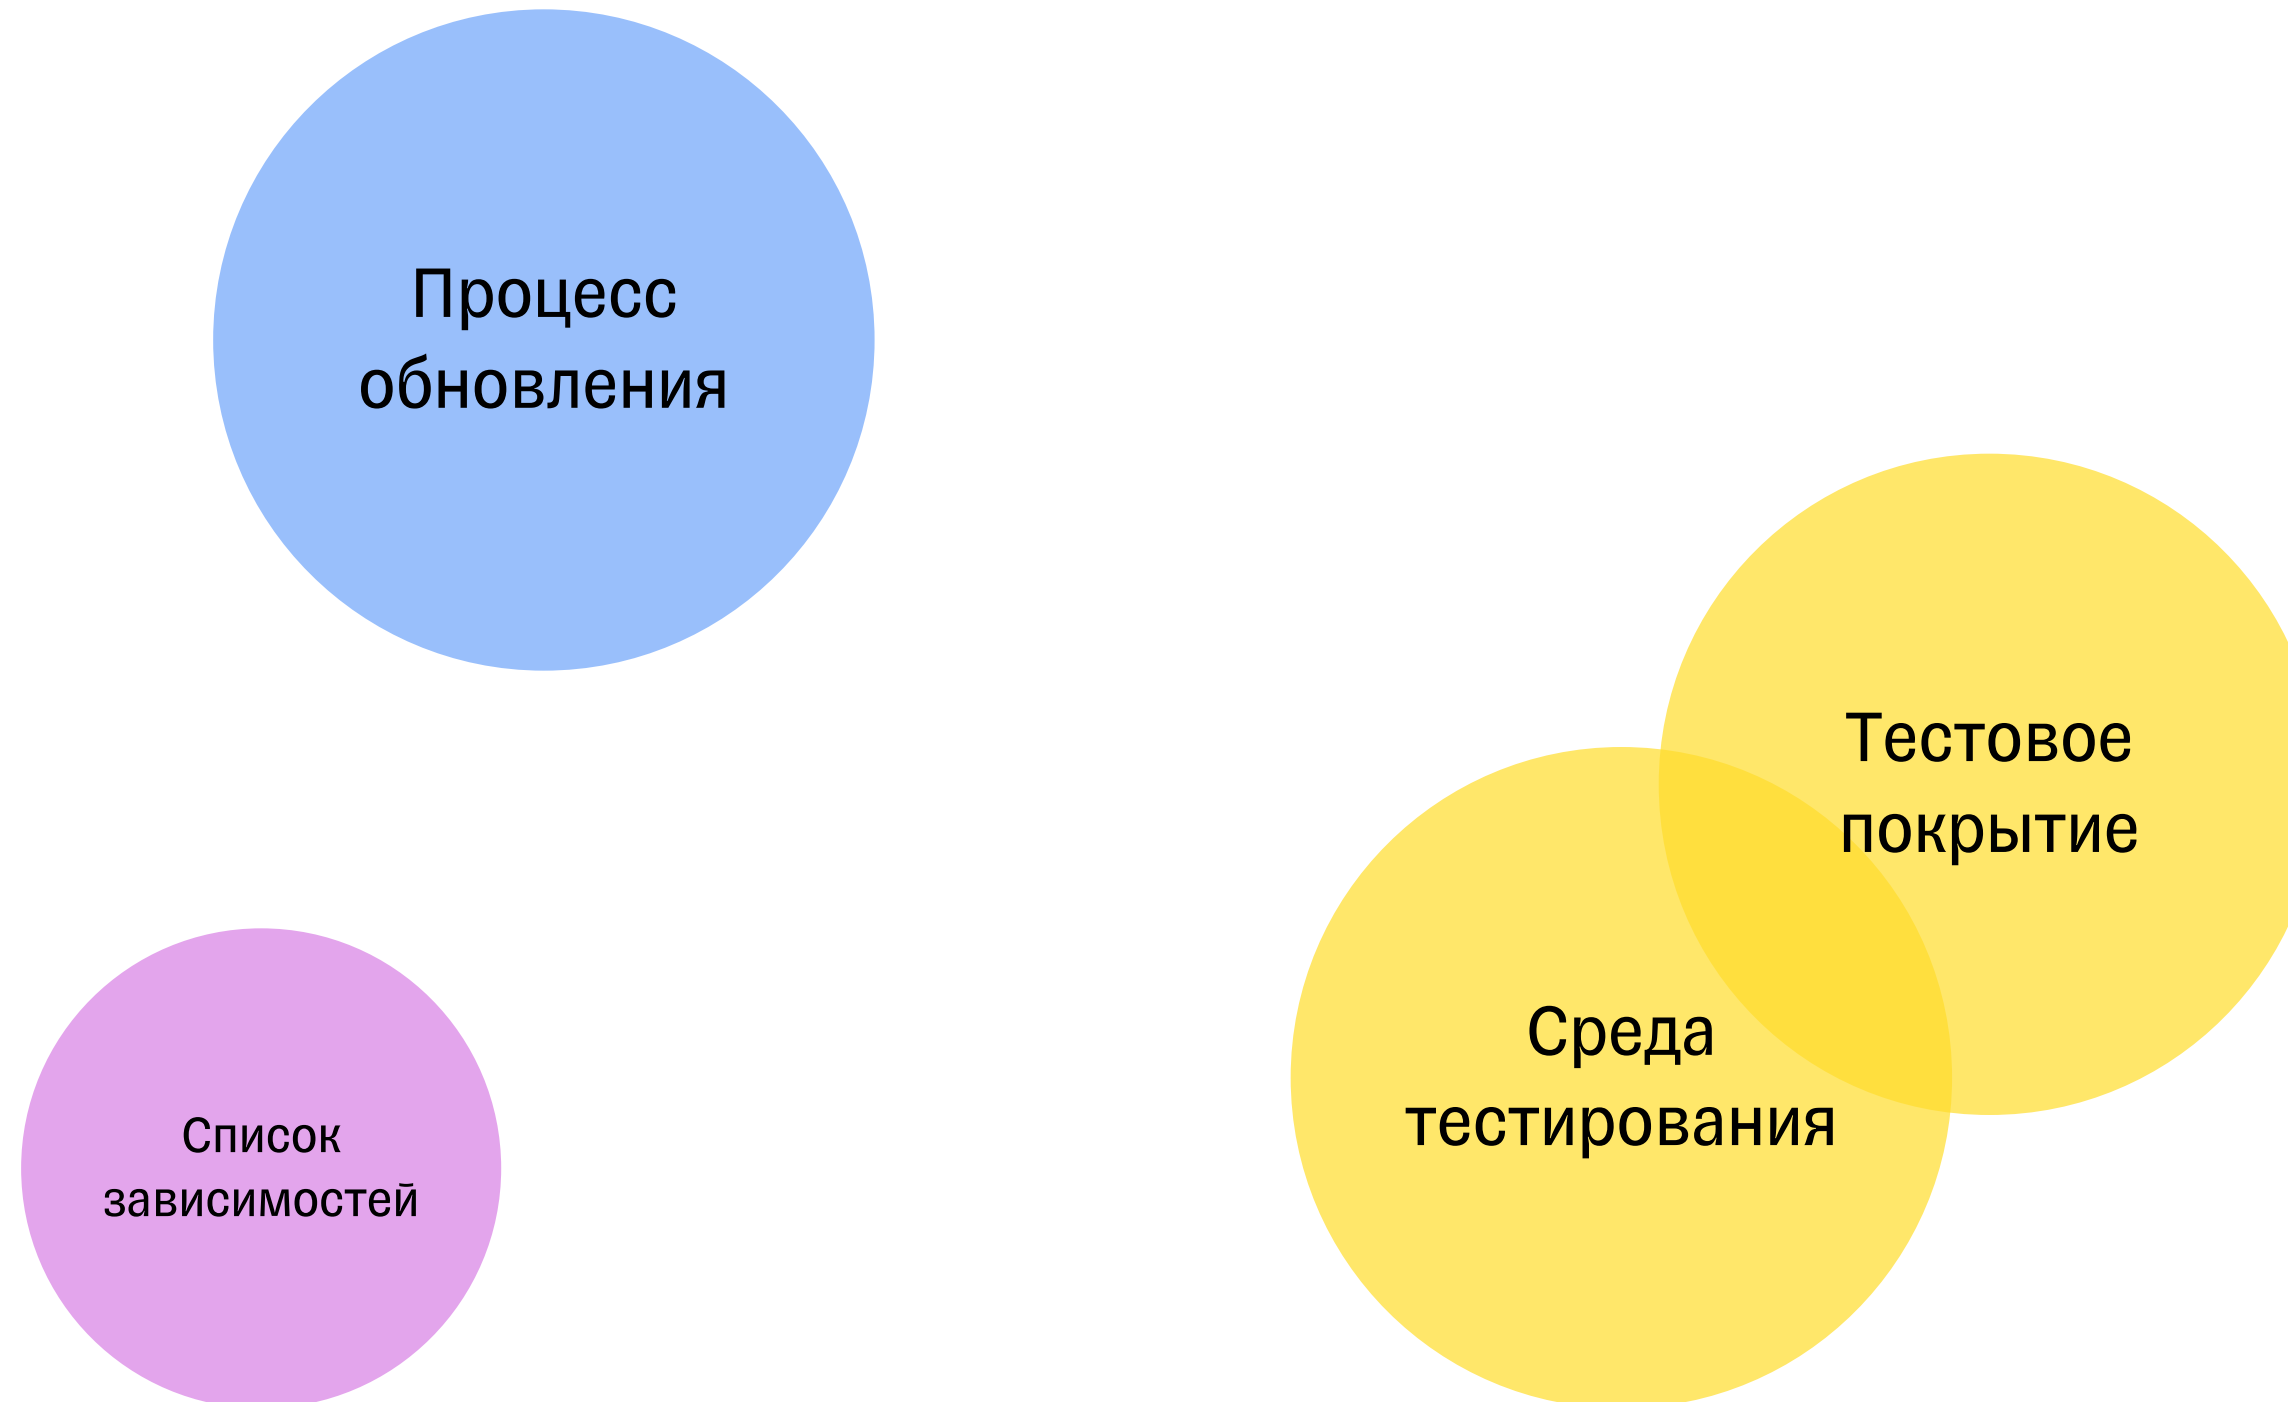 Процесс
обновления
Тестовое
покрытие
Среда
тестирования
Список
зависимостей